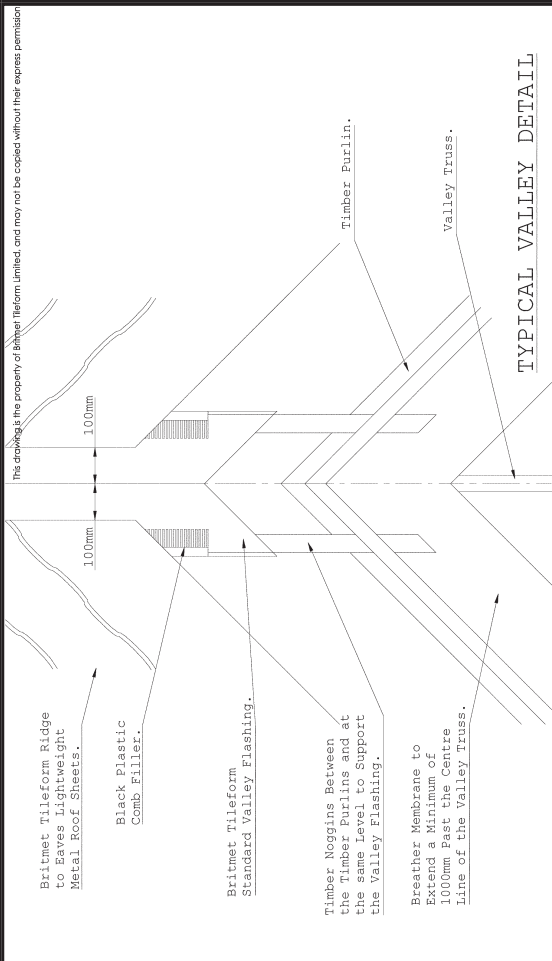 This drawing is the property of Britmet Tileform Limited, and may not be copied without their express permission
Britmet Tileform Ridge
to Eaves Lightweight
Metal Roof Sheets.
Black Plastic
Comb Filler.
Britmet Tileform
Standard Valley Flashing.
Timber Noggins Between
the Timber Purlins and at
the same Level to Support
the Valley Flashing.
Breather Membrane to
Extend a Minimum of
1000mm Past the Centre
Line of the Valley Truss.
100mm
100mm
Timber Purlin.
Valley Truss.
TYPICAL VALLEY DETAIL